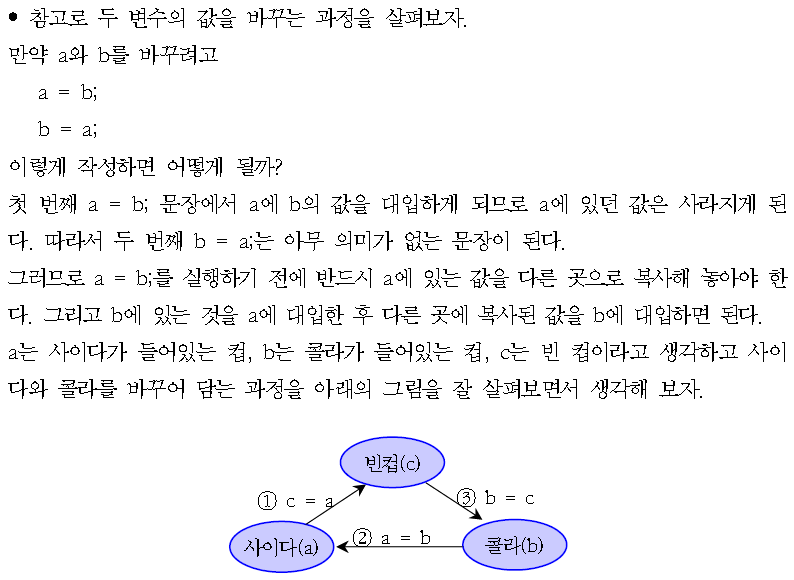 ● 참고로 두 변수의 값을 바꾸는 과정을 살펴보자.
만약 a와 b를 바꾸려고
a = b;
b = a;
이렇게 작성하면 어떻게 될까?
첫 번째 a = b; 문장에서 a에 b의 값을 대입하게 되므로 a에 있던 값은 사라지게 된
다. 따라서 두 번째 b = a;는 아무 의미가 없는 문장이 된다.
그러므로 a = b;를 실행하기 전에 반드시 a에 있는 값을 다른 곳으로 복사해 놓아야 한
다. 그리고 b에 있는 것을 a에 대입한 후 다른 곳에 복사된 값을 b에 대입하면 된다.
a는 사이다가 들어있는 컵, b는 콜라가 들어있는 컵, c는 빈 컵이라고 생각하고 사이
다와 콜라를 바꾸어 담는 과정을 아래의 그림을 잘 살펴보면서 생각해 보자.
빈컵(c)
① c = a
③ b = c
사이다(a)
② a = b
콜라(b)